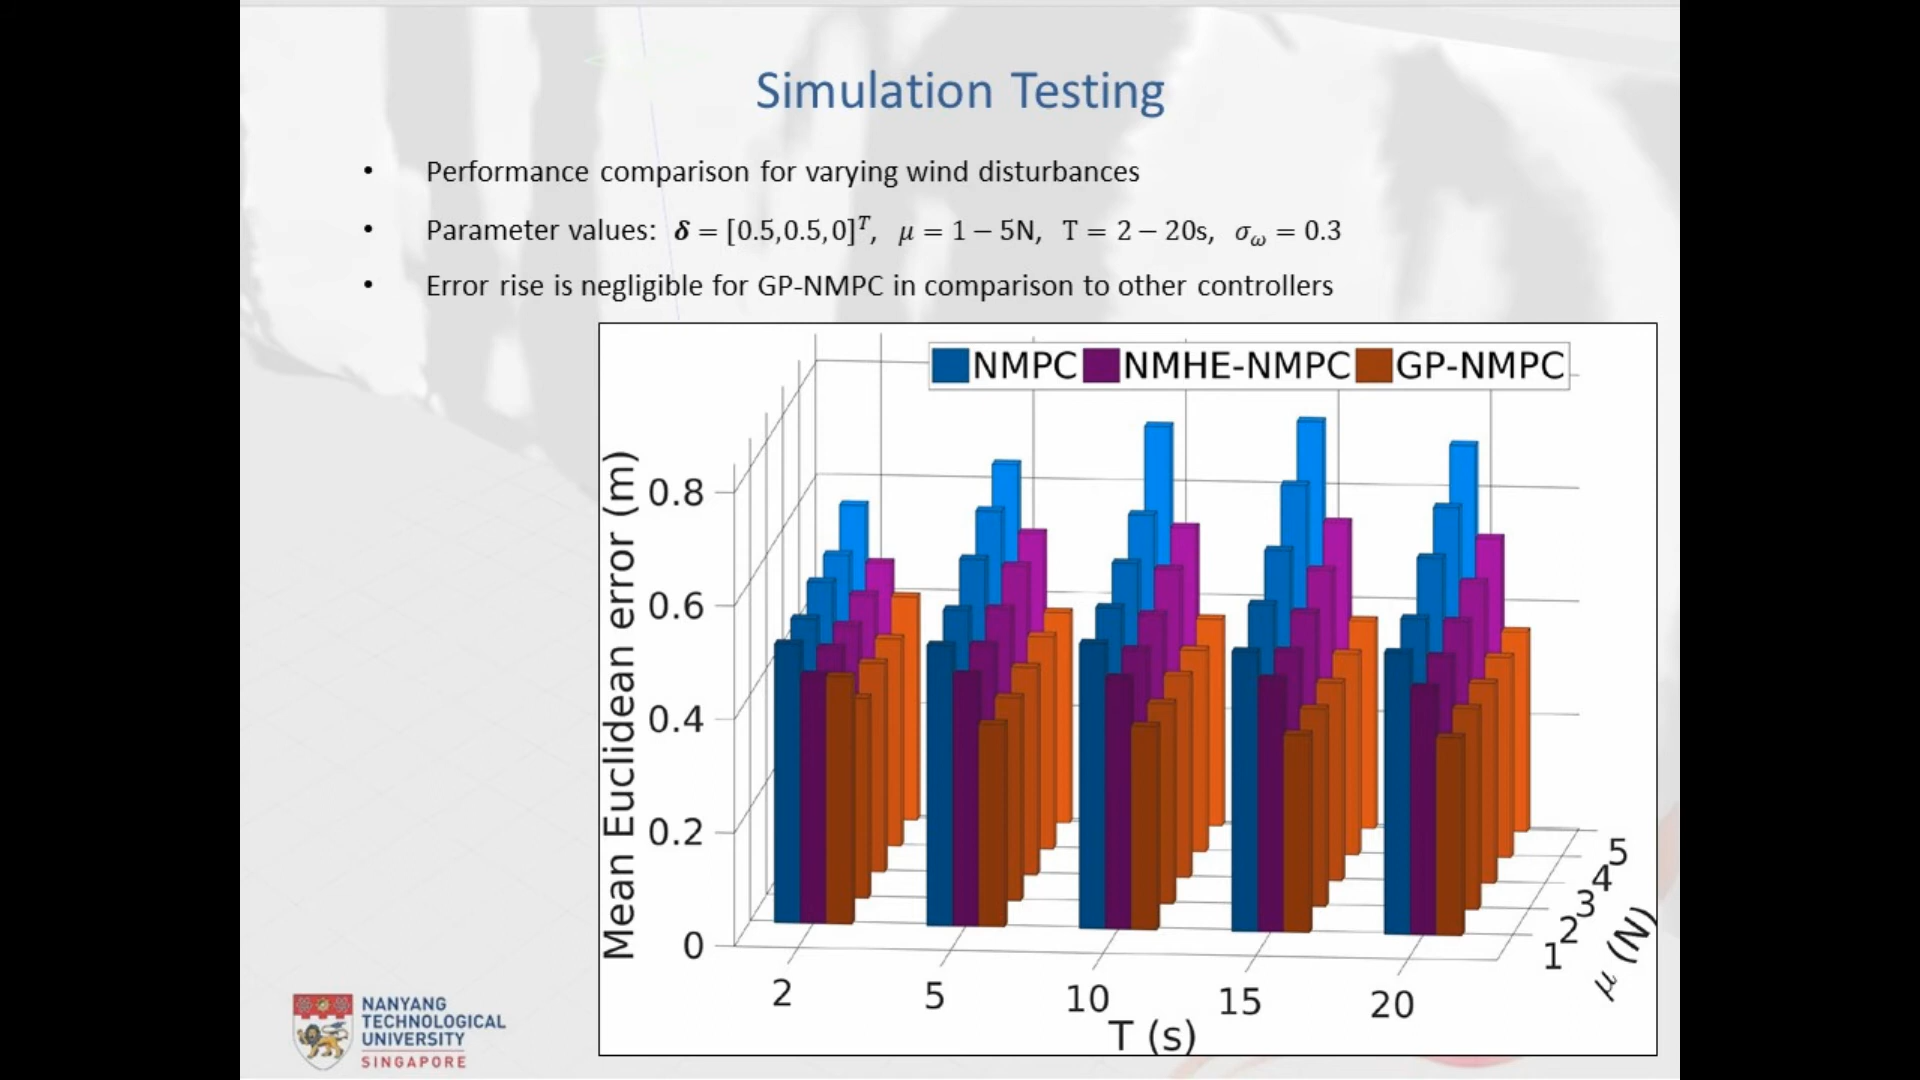 Simulation Testing
• Performance comparison for varying wind disturbances
• Parameter values: 𝜹 = [0.5,0.5,0]ᵀ, μ = 1 − 5N, T = 2 − 20s, σ_ω = 0.3
• Error rise is negligible for GP-NMPC in comparison to other controllers
NMPC NMHE-NMPC GP-NMPC
Mean Euclidean error (m)
0.8
0.6
0.4
0.2
0
2 5 10 15 20
T (s)
5
4
3
2
1
μ (N)
NANYANG
TECHNOLOGICAL
UNIVERSITY
SINGAPORE